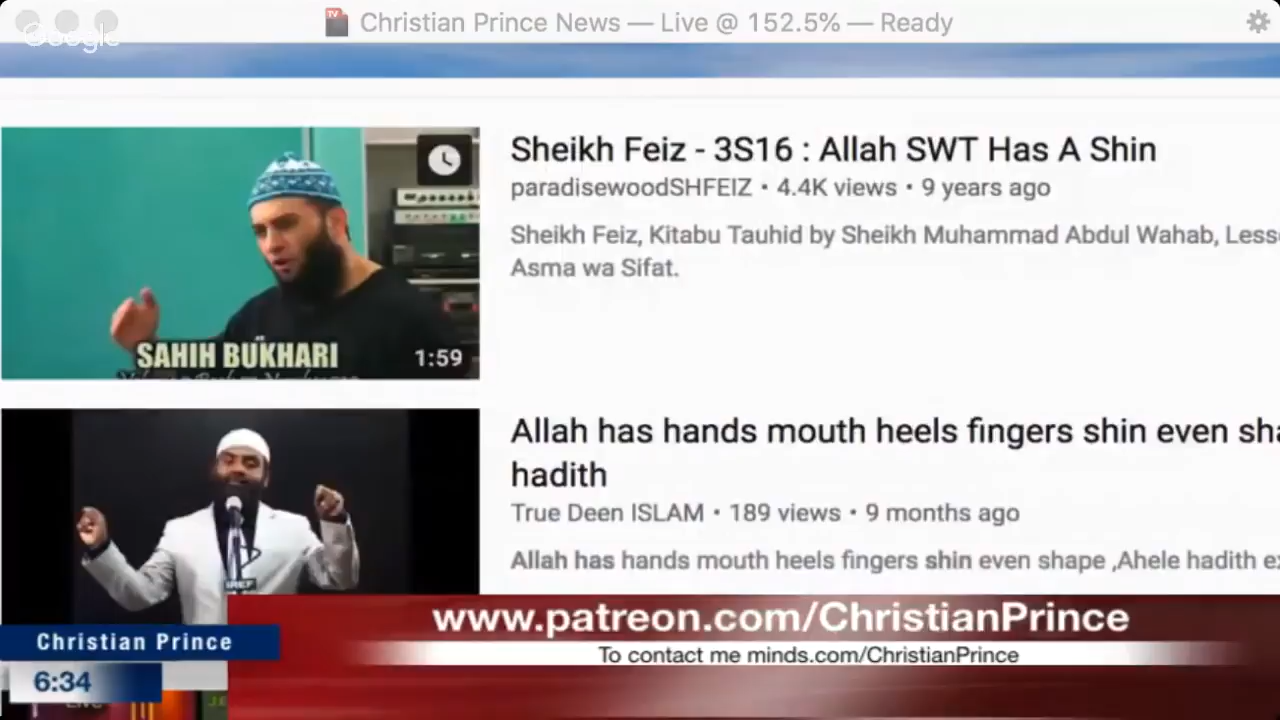 Christian Prince News — Live @ 152.5% — Ready
Google
Sheikh Feiz - 3S16 : Allah SWT Has A Shin
paradisewoodSHFEIZ • 4.4K views • 9 years ago
Sheikh Feiz, Kitabu Tauhid by Sheikh Muhammad Abdul Wahab,
Asma wa Sifat.
SAHIH BUKHARI
1:59
Allah has hands mouth heels fingers shin even
hadith
True Deen ISLAM • 189 views • 9 months ago
Allah has hands mouth heels fingers shin even shape ,Ahele hadith
www.patreon.com/ChristianPrince
To contact me minds.com/ChristianPrince
Christian Prince
6:34